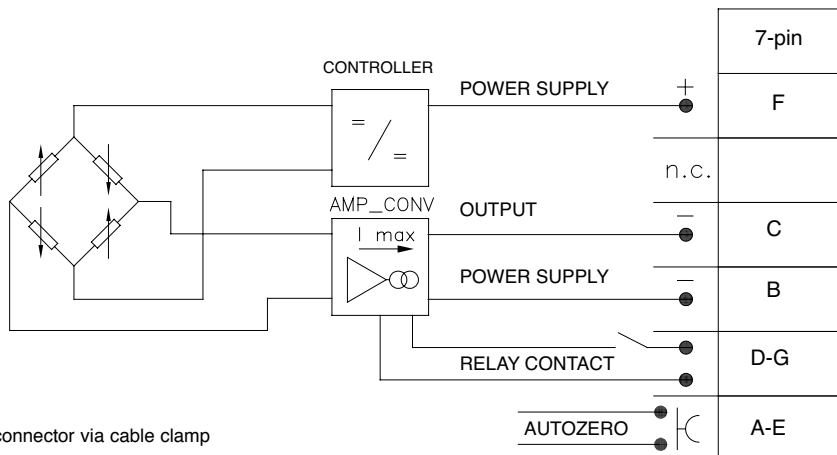 7-pin
CONTROLLER
POWER SUPPLY + F
= / =
n.c.
AMP_CONV
OUTPUT – C
I max
POWER SUPPLY – B
RELAY CONTACT D-G
AUTOZERO A-E
connector via cable clamp